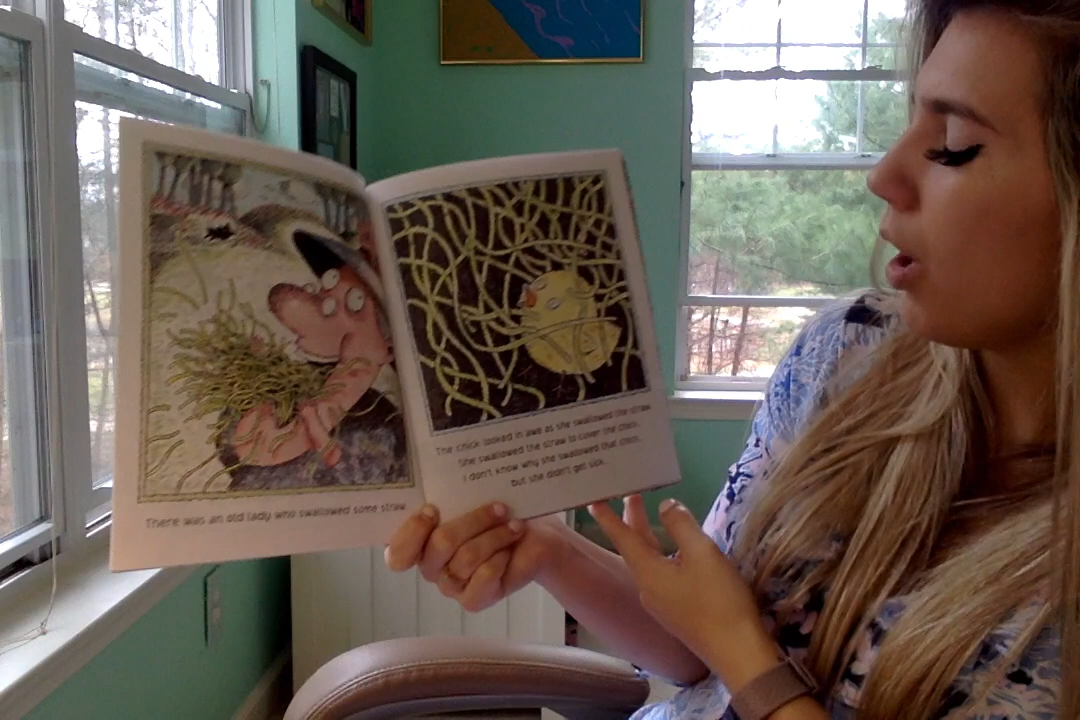 There was an old lady who swallowed some straw.
The chick looked in awe as she swallowed the straw.
She swallowed the straw to cover the chick.
I don't know why she swallowed that chick,
but she didn't get sick.